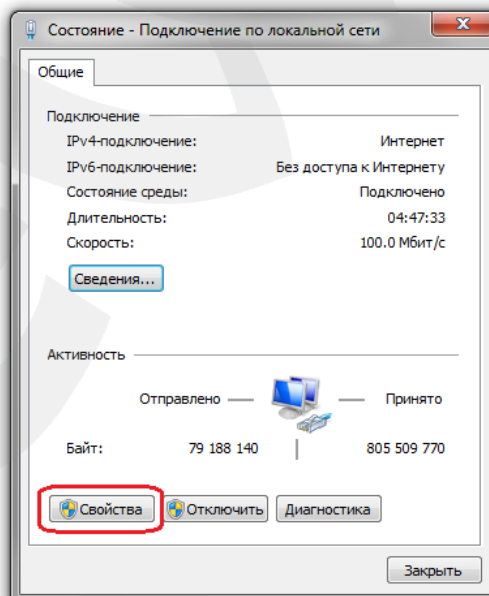 Состояние - Подключение по локальной сети
Общие
Подключение
IPv4-подключение: Интернет
IPv6-подключение: Без доступа к Интернету
Состояние среды: Подключено
Длительность: 04:47:33
Скорость: 100.0 Мбит/с
Сведения...
Активность
Отправлено — — Принято
Байт: 79 188 140 | 805 509 770
Свойства Отключить Диагностика
Закрыть